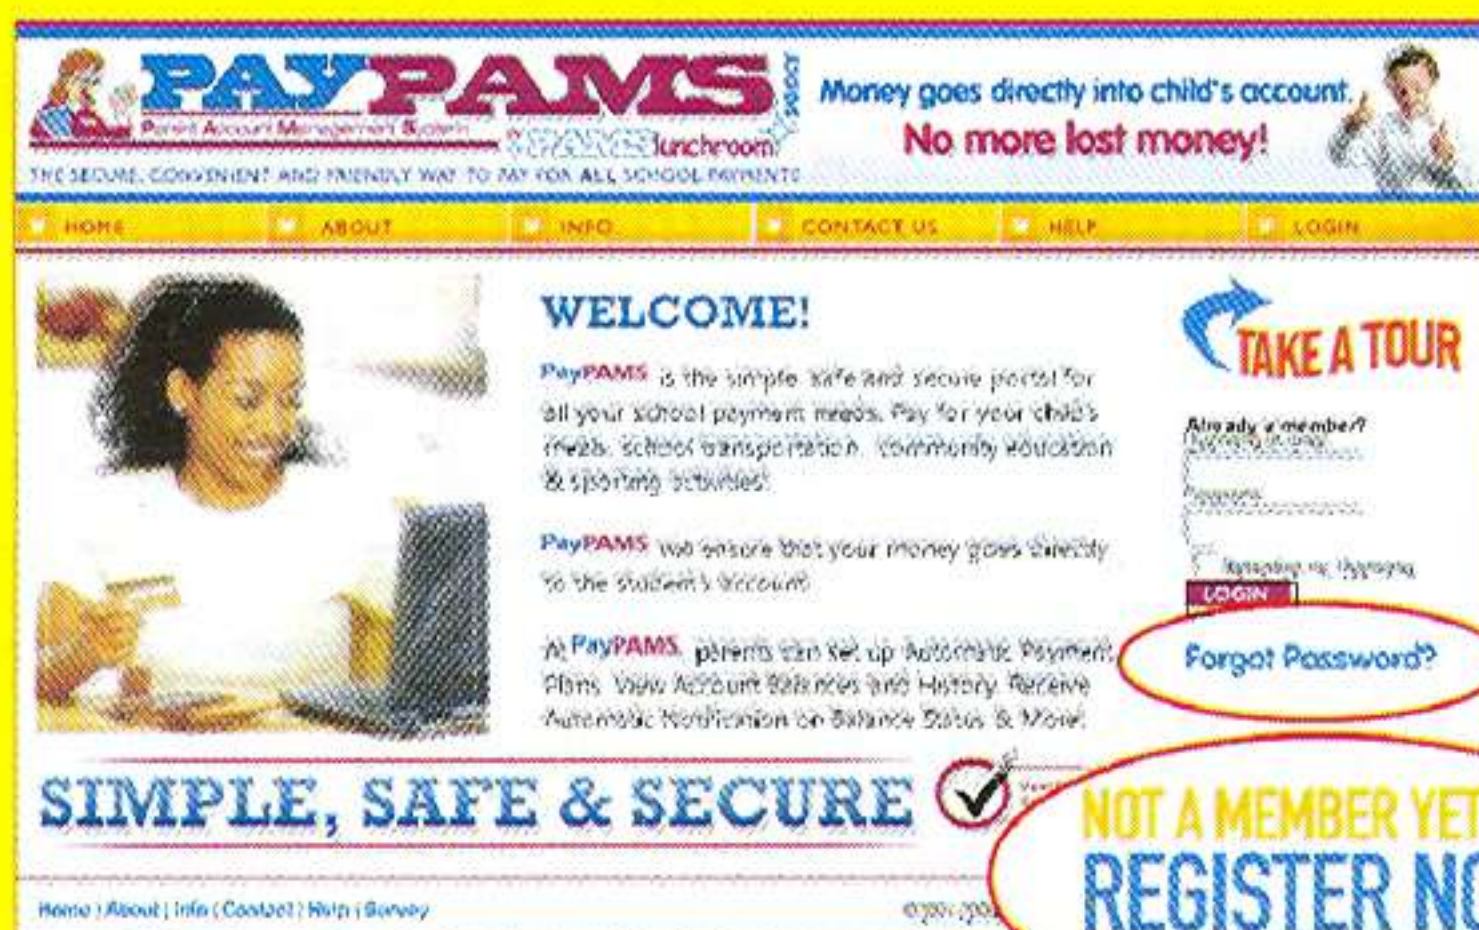 PAYPAMS
Parent Account Management System
BY PAMS lunchroom
THE SECURE, CONVENIENT AND FRIENDLY WAY TO PAY FOR ALL SCHOOL PAYMENTS
Money goes directly into child's account.
No more lost money!
HOME ABOUT INFO CONTACT US HELP LOGIN
WELCOME!
PayPAMS is the simple safe and secure portal for
all your school payment needs. Pay for your child's
meals, school transportation, community education
& sporting activities!
PayPAMS will ensure that your money goes directly
to the student's account!
At PayPAMS, parents can set up Automatic Payment
Plans, View Account Balances and History, Receive
Automatic Notification on Balance Status & More!
TAKE A TOUR
Already a member?
Password
LOGIN
Forgot Password?
SIMPLE, SAFE & SECURE
NOT A MEMBER YET
REGISTER NO
Home | About | Info | Contact | Help | Survey